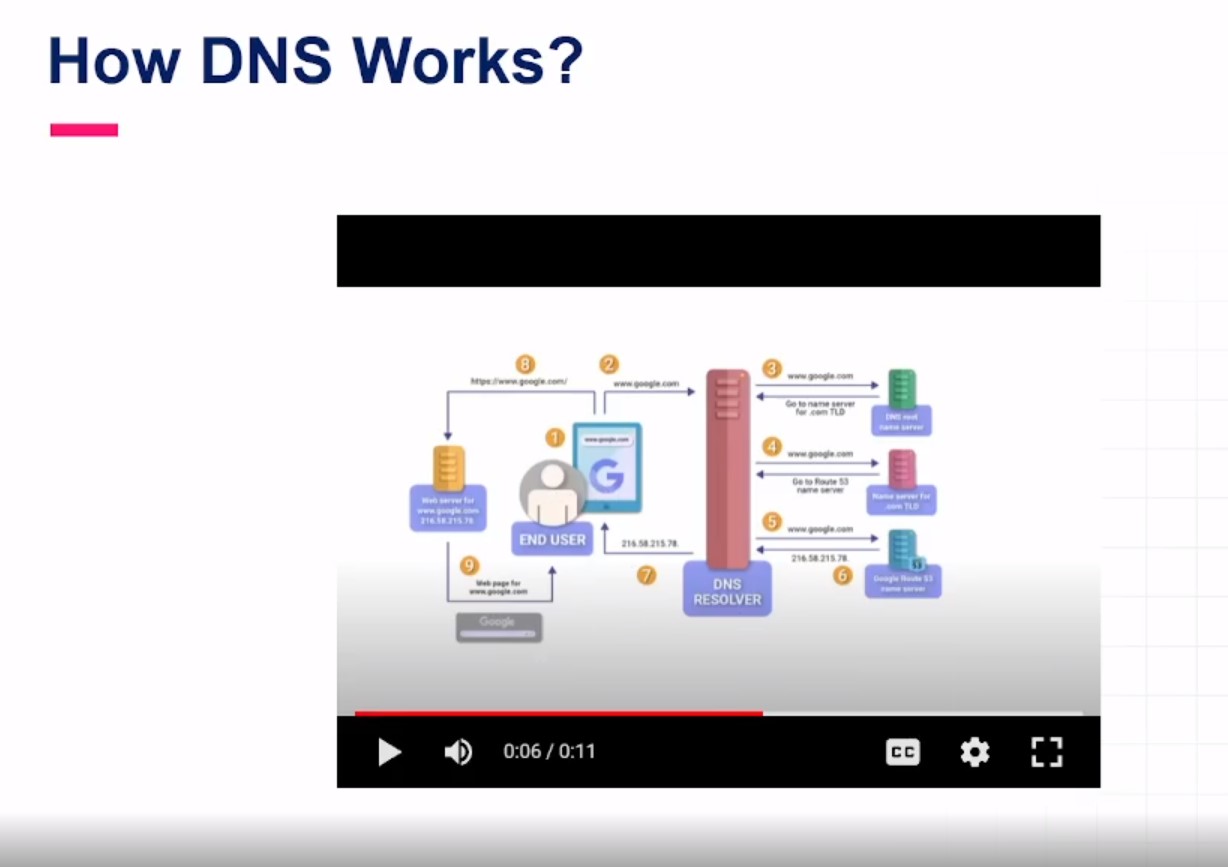 How DNS Works?
8
https://www.google.com/
2
www.google.com
3
www.google.com
Go to name server
for .com TLD
DNS root
name server
1
www.google.com
G
END USER
4
www.google.com
Go to Route 53
name server
Name server for
.com TLD
Web server for
www.google.com
216.58.215.78.
5
www.google.com
216.58.215.78.
6
Google Route 53
name server
216.58.215.78.
7
DNS
RESOLVER
9
Web page for
www.google.com
Google
0:06 / 0:11
CC